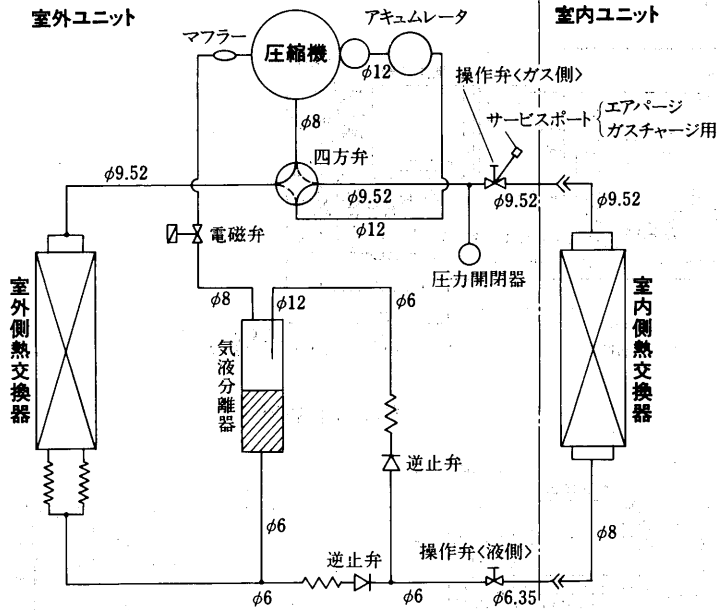 室外ユニット
室内ユニット
マフラー
圧縮機
アキュムレータ
φ12
操作弁〈ガス側〉
サービスポート
エアパージ
ガスチャージ用
φ8
四方弁
φ9.52
φ9.52
φ9.52
φ9.52
φ12
電磁弁
圧力開閉器
φ8
φ12
φ6
室外側熱交換器
気液分離器
室内側熱交換器
逆止弁
φ6
逆止弁
操作弁〈液側〉
φ8
φ6
φ6
φ6.35